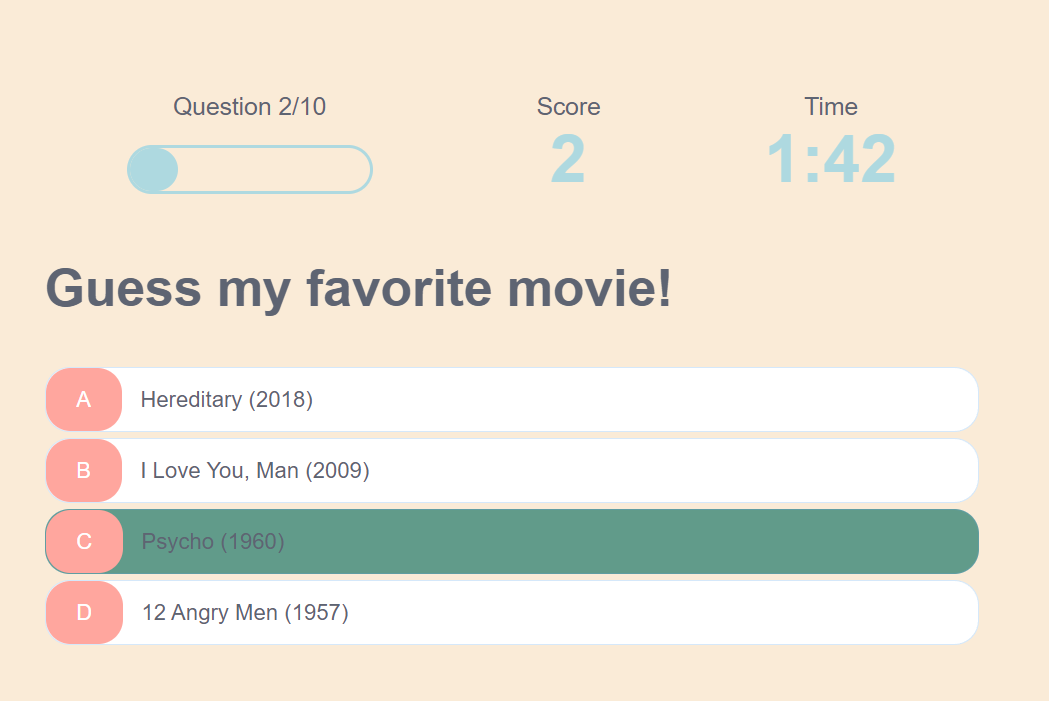 Question 2/10
Score
Time
2
1:42
Guess my favorite movie!
A Hereditary (2018)
B I Love You, Man (2009)
C Psycho (1960)
D 12 Angry Men (1957)